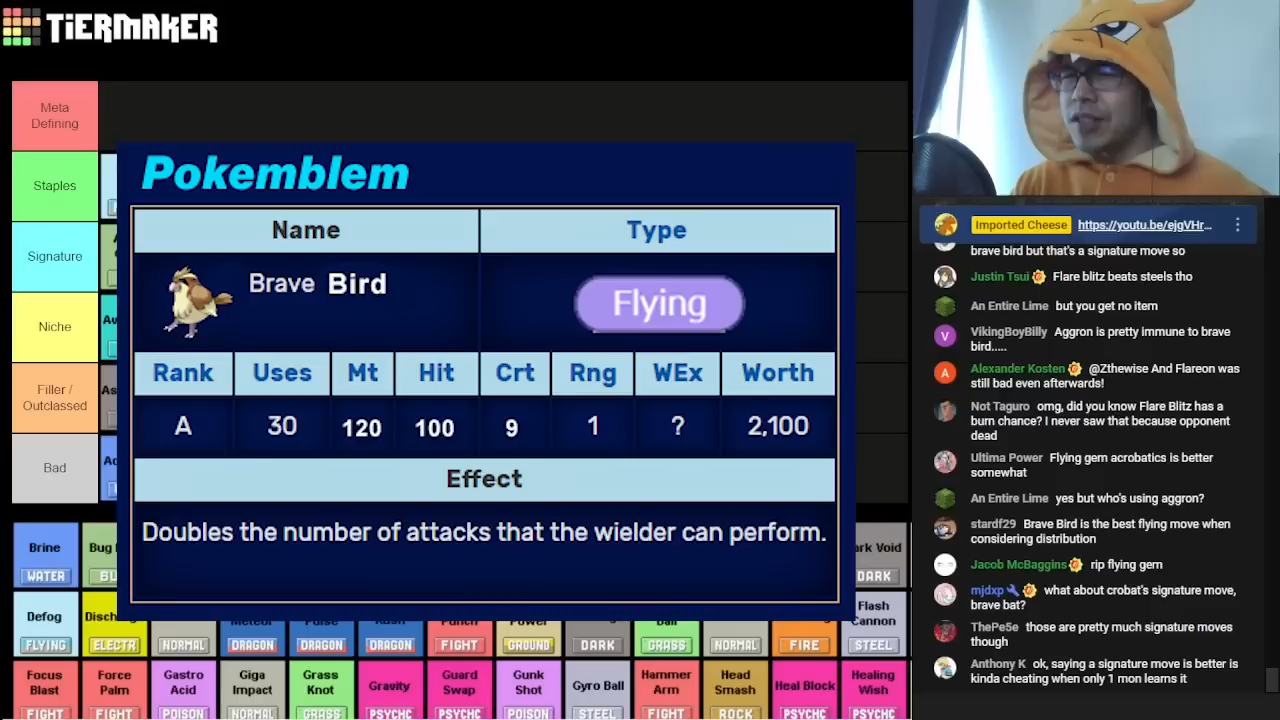 TIERMAKER
Meta
Defining
Staples
Signature
Niche
Filler /
Outclassed
Bad
Pokemblem
Name
Type
Brave Bird
Flying
Rank
Uses
Mt
Hit
Crt
Rng
WEx
Worth
A
30
120
100
9
1
?
2,100
Effect
Doubles the number of attacks that the wielder can perform.
Brine
WATER
Bug
DARK
Defog
FLYING
ELECTR
NORMAL
DRAGON
DRAGON
DRAGON
FIGHT
Power
GROUND
DARK
Ball
GRASS
NORMAL
FIRE
Flash
Cannon
STEEL
Focus
Blast
FIGHT
Force
Palm
FIGHT
Gastro
Acid
POISON
Giga
Impact
NORMAL
Grass
Knot
GRASS
Gravity
PSYCHC
Guard
Swap
PSYCHC
Gunk
Shot
POISON
Gyro Ball
STEEL
Hammer
Arm
FIGHT
Head
Smash
ROCK
Heal Block
PSYCHC
Healing
Wish
PSYCHC
Imported Cheese https://youtu.be/ejgVHr...
brave bird but that's a signature move so
Justin Tsui Flare blitz beats steels tho
An Entire Lime but you get no item
VikingBoyBilly Aggron is pretty immune to brave
bird.....
Alexander Kosten @Zthewise And Flareon was
still bad even afterwards!
Not Taguro omg, did you know Flare Blitz has a
burn chance? I never saw that because opponent
dead
Ultima Power Flying gem acrobatics is better
somewhat
An Entire Lime yes but who's using aggron?
stardf29 Brave Bird is the best flying move when
considering distribution
Jacob McBaggins rip flying gem
mjdxp what about crobat's signature move,
brave bat?
ThePe5e those are pretty much signature moves
though
Anthony K ok, saying a signature move is better is
kinda cheating when only 1 mon learns it